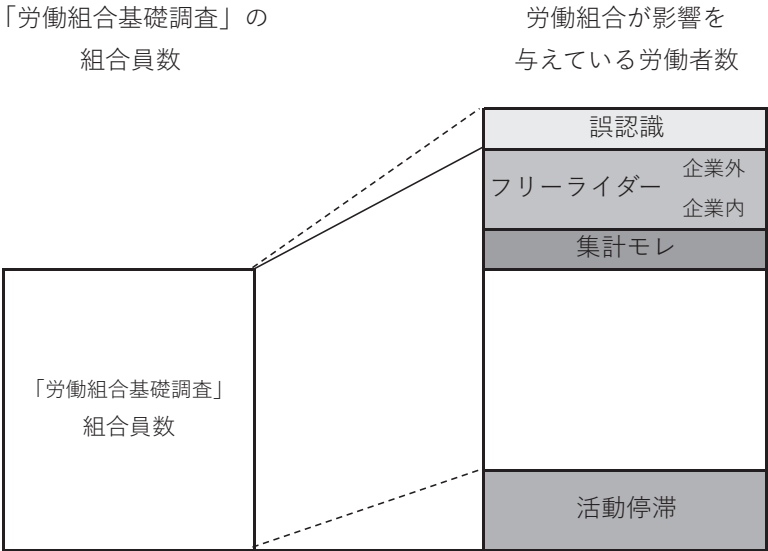 「労働組合基礎調査」の
組合員数
労働組合が影響を
与えている労働者数
誤認識
フリーライダー
企業外
企業内
集計モレ
「労働組合基礎調査」
組合員数
活動停滞